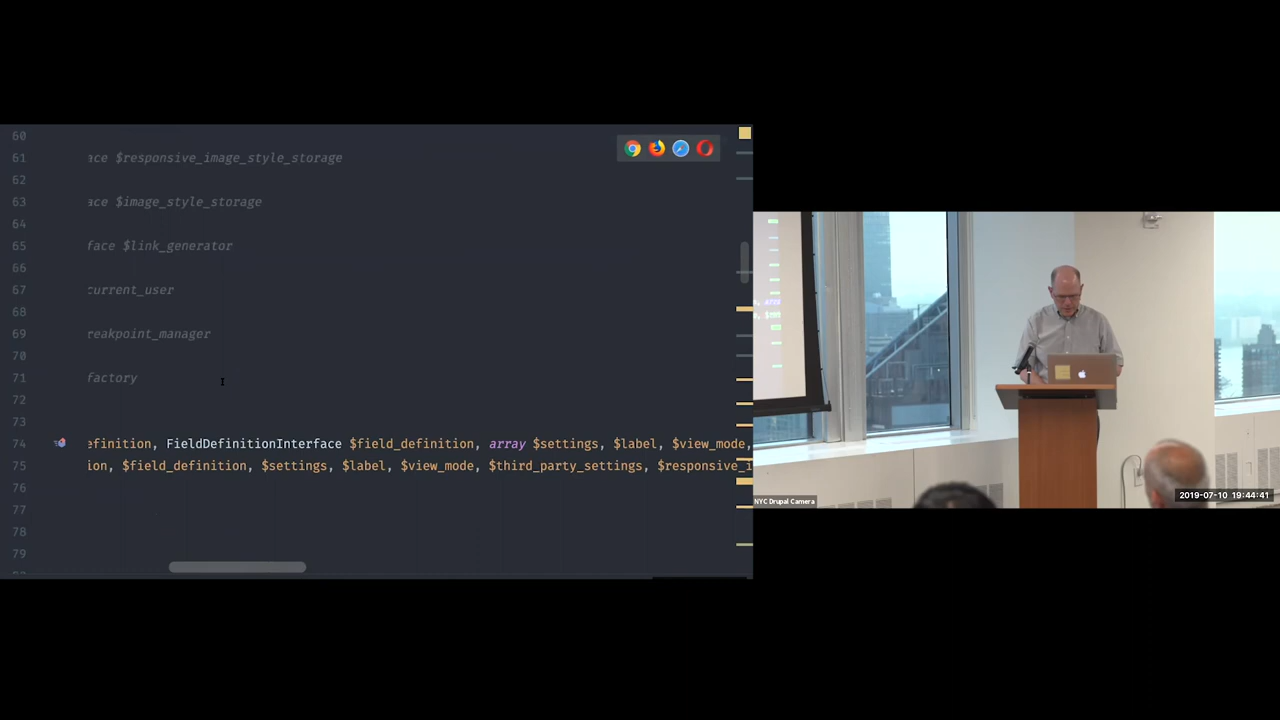 60
61 ace $responsive_image_style_storage
62
63 ace $image_style_storage
64
65 face $link_generator
66
67 current_user
68
69 reakpoint_manager
70
71 factory
72
73
74 efinition, FieldDefinitionInterface $field_definition, array $settings, $label, $view_mode,
75 ion, $field_definition, $settings, $label, $view_mode, $third_party_settings, $responsive_i
76
77
78
79
NYC Drupal Camera
2019-07-10 19:44:41